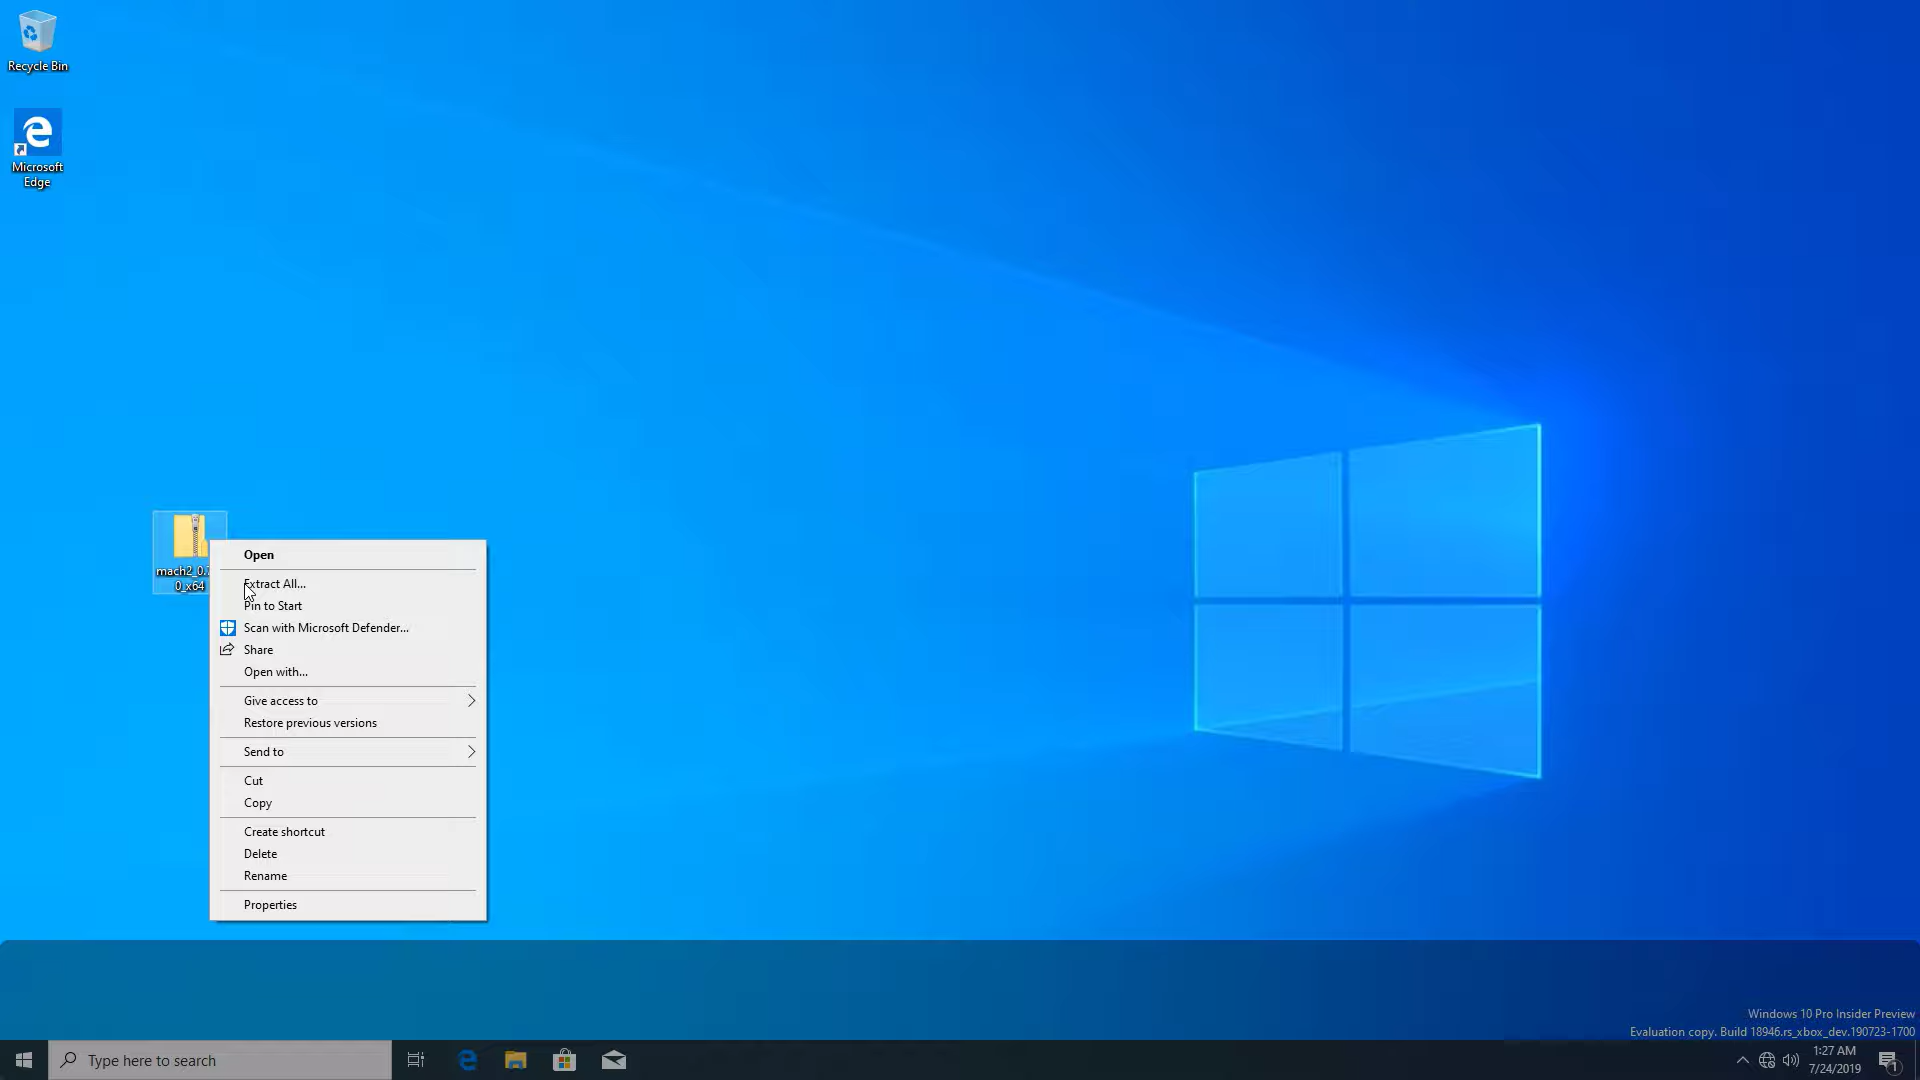 Recycle Bin
Microsoft
Edge
mach2_0.
0_x64
Open
Extract All...
Pin to Start
Scan with Microsoft Defender...
Share
Open with...
Give access to
Restore previous versions
Send to
Cut
Copy
Create shortcut
Delete
Rename
Properties
Windows 10 Pro Insider Preview
Evaluation copy. Build 18946.rs_xbox_dev.190723-1700
Type here to search
1:27 AM
7/24/2019
1